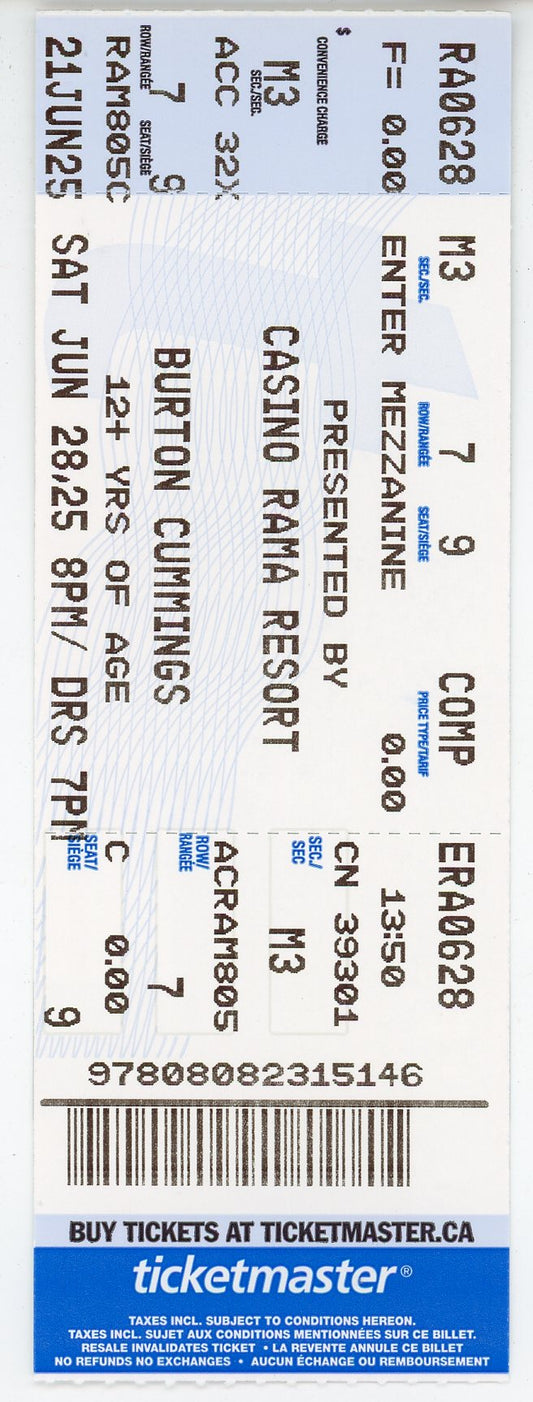 RA0628
F= 0.00
$
CONVENIENCE CHARGE
M3
SEC./SEC.
ACC 32X
7 9
ROW/RANGÉE SEAT/SIÈGE
RAM805C
21JUN25
M3 7 9 COMP
SEC./SEC. ROW/RANGÉE SEAT/SIÈGE PRICE TYPE/TARIF
ENTER MEZZANINE 0.00
PRESENTED BY
CASINO RAMA RESORT
BURTON CUMMINGS
12+ YRS OF AGE
SAT JUN 28,25 8PM/ DRS 7PM
ERA0628
13:50
CN 39301
SEC./
SEC
M3
ACRAM805
ROW/
RANGÉE
7
C 0.00
SEAT/
SIÈGE
9
97808082315146
BUY TICKETS AT TICKETMASTER.CA
ticketmaster®
TAXES INCL. SUBJECT TO CONDITIONS HEREON.
TAXES INCL. SUJET AUX CONDITIONS MENTIONNÉES SUR CE BILLET.
RESALE INVALIDATES TICKET • LA REVENTE ANNULE CE BILLET
NO REFUNDS NO EXCHANGES • AUCUN ÉCHANGE OU REMBOURSEMENT